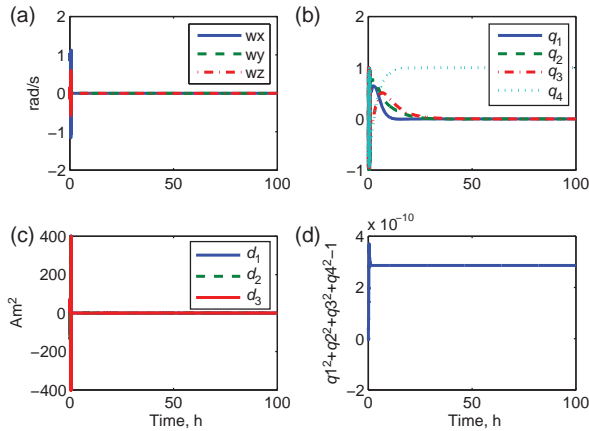 (a)
2
1
0
-1
-2
rad/s
wx
wy
wz
0
50
100
(b)
1
0
-1
q1
q2
q3
q4
0
50
100
Time, h
(c)
400
200
0
-200
-400
Am²
d1
d2
d3
0
50
100
Time, h
(d)
x 10⁻¹⁰
4
2
0
-2
q1²+q2²+q3²+q4²−1
0
50
100
Time, h